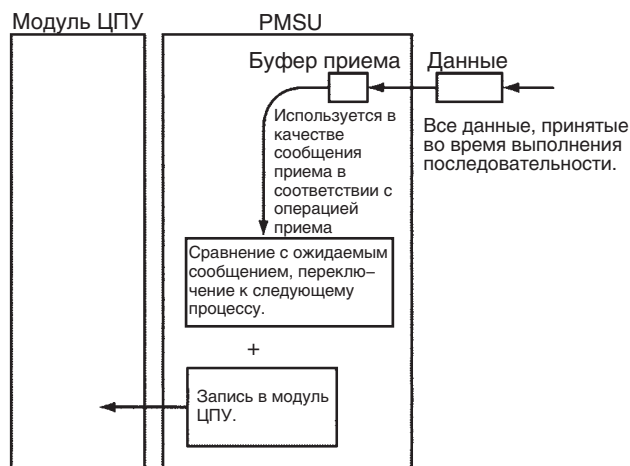 Модуль ЦПУ
PMSU
Буфер приема
Данные
Используется в
качестве
сообщения
приема в
соответствии с
операцией
приема
Все данные, принятые
во время выполнения
последовательности.
Сравнение с ожидаемым
сообщением, переклю–
чение к следующему
процессу.
+
Запись в модуль
ЦПУ.